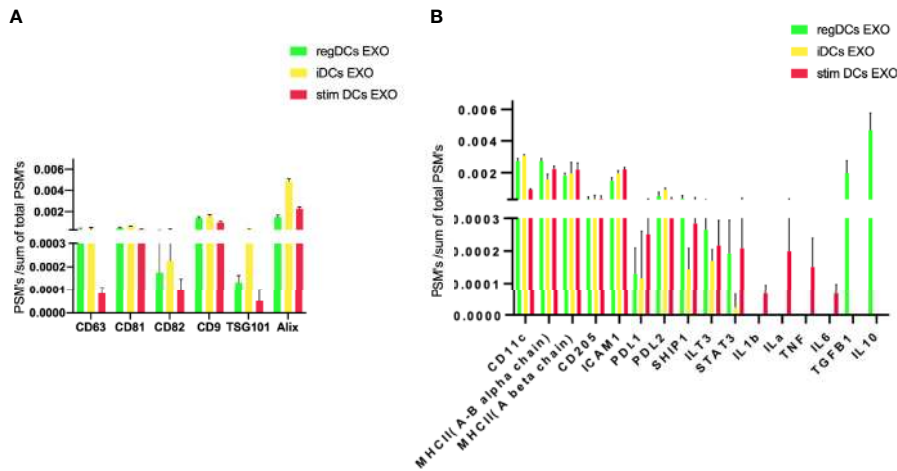 A
regDCs EXO
iDCs EXO
stim DCs EXO
PSM's /sum of total PSM's
0.006
0.004
0.002
0.0003
0.0002
0.0001
0.0000
CD63 CD81 CD82 CD9 TSG101 Alix
B
regDCs EXO
iDCs EXO
stim DCs EXO
PSM's /sum of total PSM's
0.006
0.004
0.002
0.0003
0.0002
0.0001
0.0000
CD11c
MHCII( A-B alpha chain)
MHCII( A beta chain)
CD205
ICAM1
PDL1
PDL2
SHIP1
ILT3
STAT3
IL1b
ILa
TNF
IL6
TGFB1
IL10